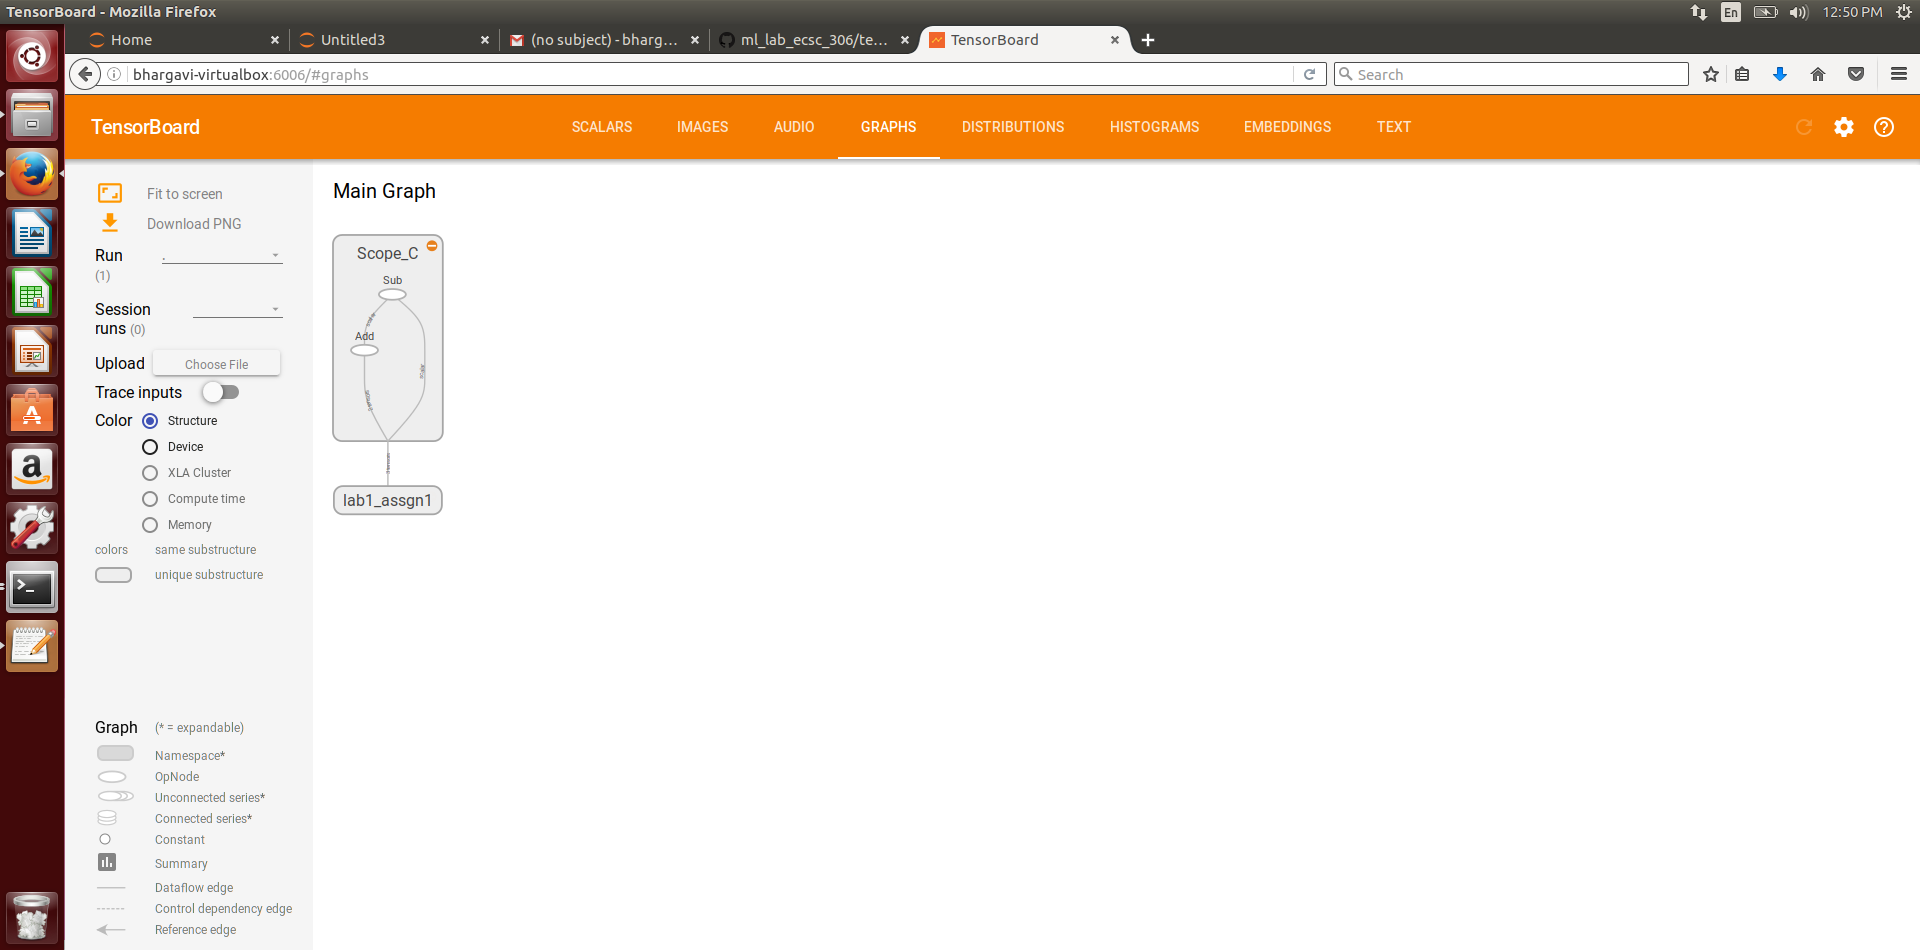 TensorBoard - Mozilla Firefox
En
12:50 PM
Home
Untitled3
(no subject) - bharg...
ml_lab_ecsc_306/te...
TensorBoard
bhargavi-virtualbox:6006/#graphs
Search
TensorBoard
SCALARS
IMAGES
AUDIO
GRAPHS
DISTRIBUTIONS
HISTOGRAMS
EMBEDDINGS
TEXT
Fit to screen
Download PNG
Run
(1)
.
Session
runs (0)
Upload
Choose File
Trace inputs
Color
Structure
Device
XLA Cluster
Compute time
Memory
colors
same substructure
unique substructure
Graph
(* = expandable)
Namespace*
OpNode
Unconnected series*
Connected series*
Constant
Summary
Dataflow edge
Control dependency edge
Reference edge
Main Graph
Scope_C
Sub
Add
lab1_assgn1